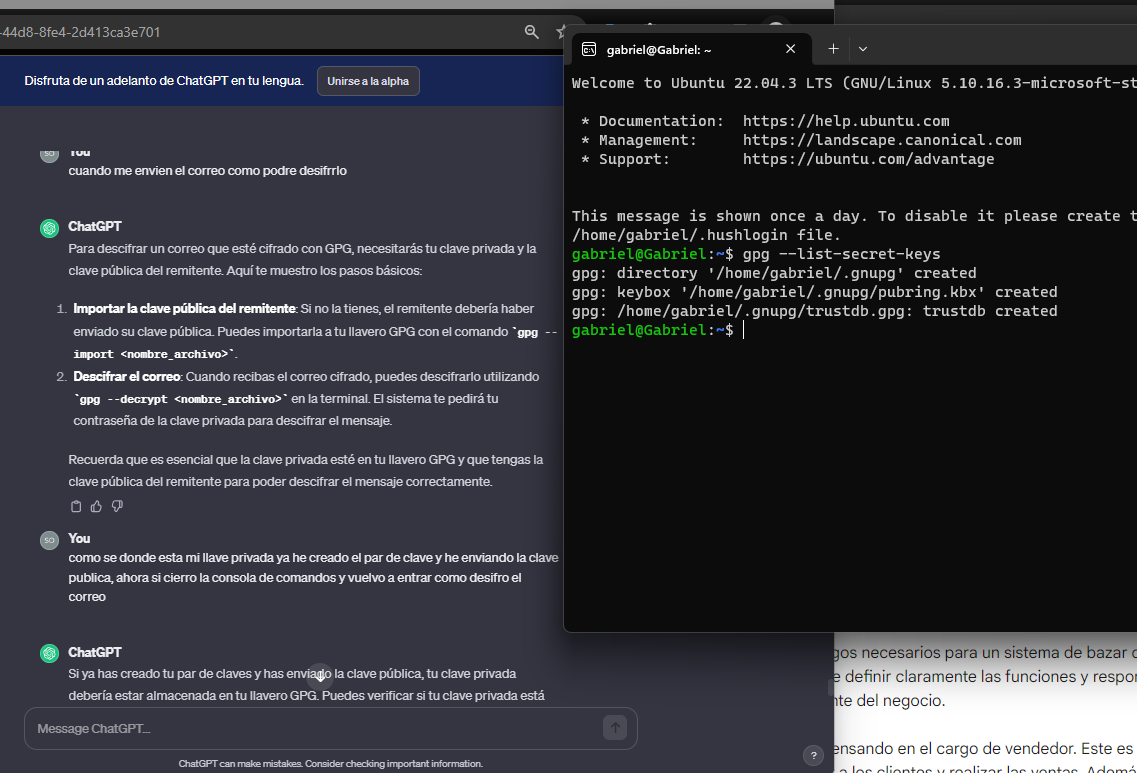 -44d8-8fe4-2d413ca3e701
Disfruta de un adelanto de ChatGPT en tu lengua. Unirse a la alpha
SO You
cuando me envien el correo como podre desifrrlo
ChatGPT
Para descifrar un correo que esté cifrado con GPG, necesitarás tu clave privada y la
clave pública del remitente. Aquí te muestro los pasos básicos:
1. Importar la clave pública del remitente: Si no la tienes, el remitente debería haber
enviado su clave pública. Puedes importarla a tu llavero GPG con el comando `gpg --
import <nombre_archivo>`.
2. Descifrar el correo: Cuando recibas el correo cifrado, puedes descifrarlo utilizando
`gpg --decrypt <nombre_archivo>` en la terminal. El sistema te pedirá tu
contraseña de la clave privada para descifrar el mensaje.
Recuerda que es esencial que la clave privada esté en tu llavero GPG y que tengas la
clave pública del remitente para poder descifrar el mensaje correctamente.
SO You
como se donde esta mi llave privada ya he creado el par de clave y he enviando la clave
publica, ahora si cierro la consola de comandos y vuelvo a entrar como desifro el
correo
ChatGPT
Si ya has creado tu par de claves y has enviado la clave pública, tu clave privada
debería estar almacenada en tu llavero GPG. Puedes verificar si tu clave privada está
Message ChatGPT...
ChatGPT can make mistakes. Consider checking important information.
?
gabriel@Gabriel: ~
Welcome to Ubuntu 22.04.3 LTS (GNU/Linux 5.10.16.3-microsoft-st
* Documentation: https://help.ubuntu.com
* Management: https://landscape.canonical.com
* Support: https://ubuntu.com/advantage
This message is shown once a day. To disable it please create t
/home/gabriel/.hushlogin file.
gabriel@Gabriel:~$ gpg --list-secret-keys
gpg: directory '/home/gabriel/.gnupg' created
gpg: keybox '/home/gabriel/.gnupg/pubring.kbx' created
gpg: /home/gabriel/.gnupg/trustdb.gpg: trustdb created
gabriel@Gabriel:~$
gos necesarios para un sistema de bazar
e definir claramente las funciones y respon
nte del negocio.
ensando en el cargo de vendedor. Este es
a los clientes y realizar las ventas. Ademá